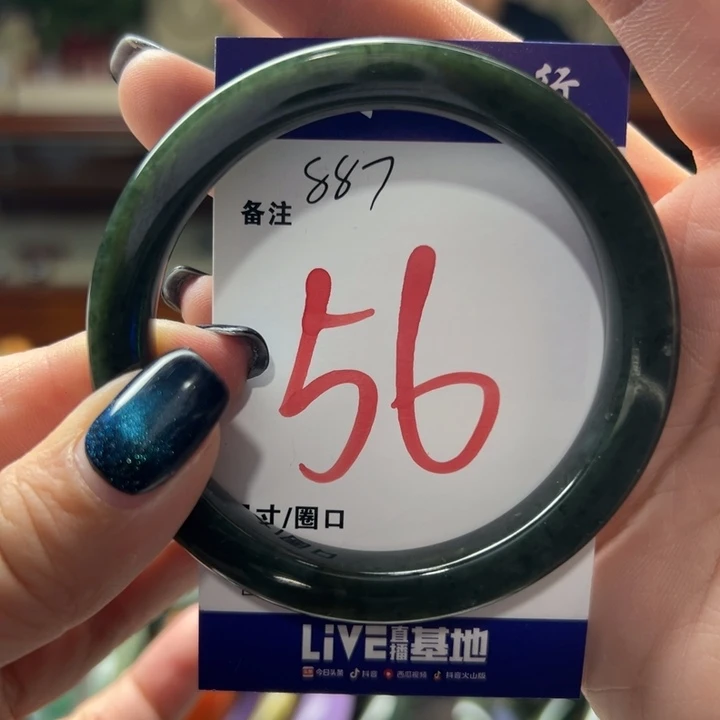 行
887
备注
56
寸/圈口
LiVE直播基地
今日头条 抖音 西瓜视频 抖音火山版